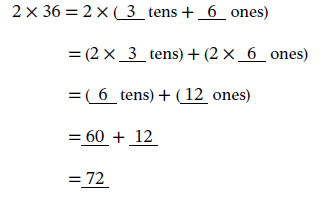 2 × 36 = 2 × ( 3 tens + 6 ones)
= (2 × 3 tens) + (2 × 6 ones)
= ( 6 tens) + ( 12 ones)
= 60 + 12
= 72